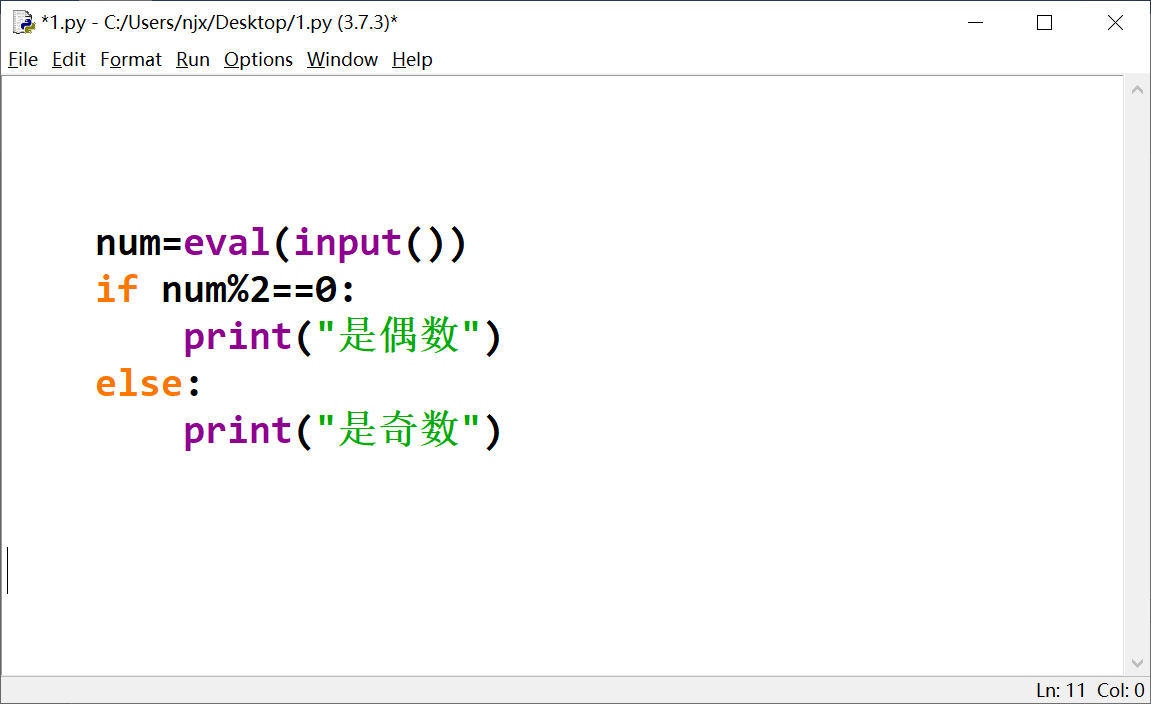 *1.py - C:/Users/njx/Desktop/1.py (3.7.3)*
File Edit Format Run Options Window Help
num=eval(input())
if num%2==0:
    print("是偶数")
else:
    print("是奇数")
Ln: 11 Col: 0